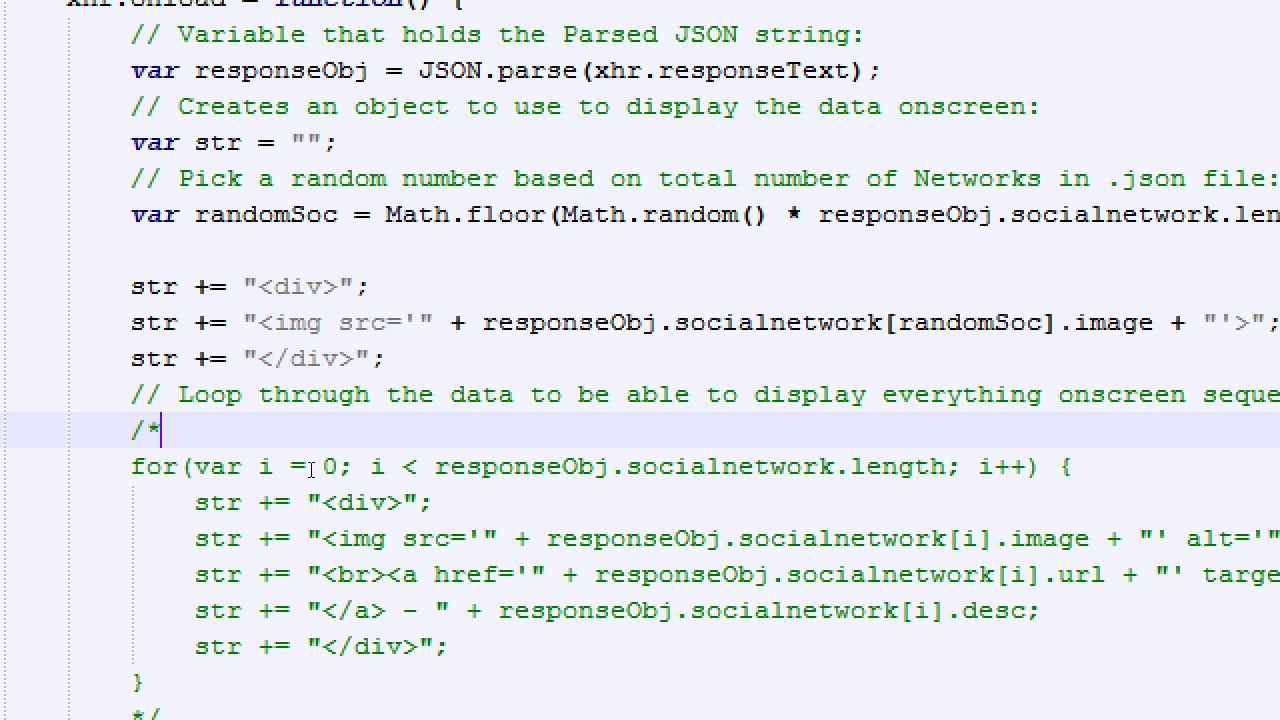 xhr.onload = function() {
// Variable that holds the Parsed JSON string:
var responseObj = JSON.parse(xhr.responseText);
// Creates an object to use to display the data onscreen:
var str = "";
// Pick a random number based on total number of Networks in .json file:
var randomSoc = Math.floor(Math.random() * responseObj.socialnetwork.len
str += "<div>";
str += "<img src='" + responseObj.socialnetwork[randomSoc].image + "'>";
str += "</div>";
// Loop through the data to be able to display everything onscreen seque
/*
for(var i = 0; i < responseObj.socialnetwork.length; i++) {
str += "<div>";
str += "<img src='" + responseObj.socialnetwork[i].image + "' alt='"
str += "<br><a href='" + responseObj.socialnetwork[i].url + "' targe
str += "</a> - " + responseObj.socialnetwork[i].desc;
str += "</div>";
}
*/